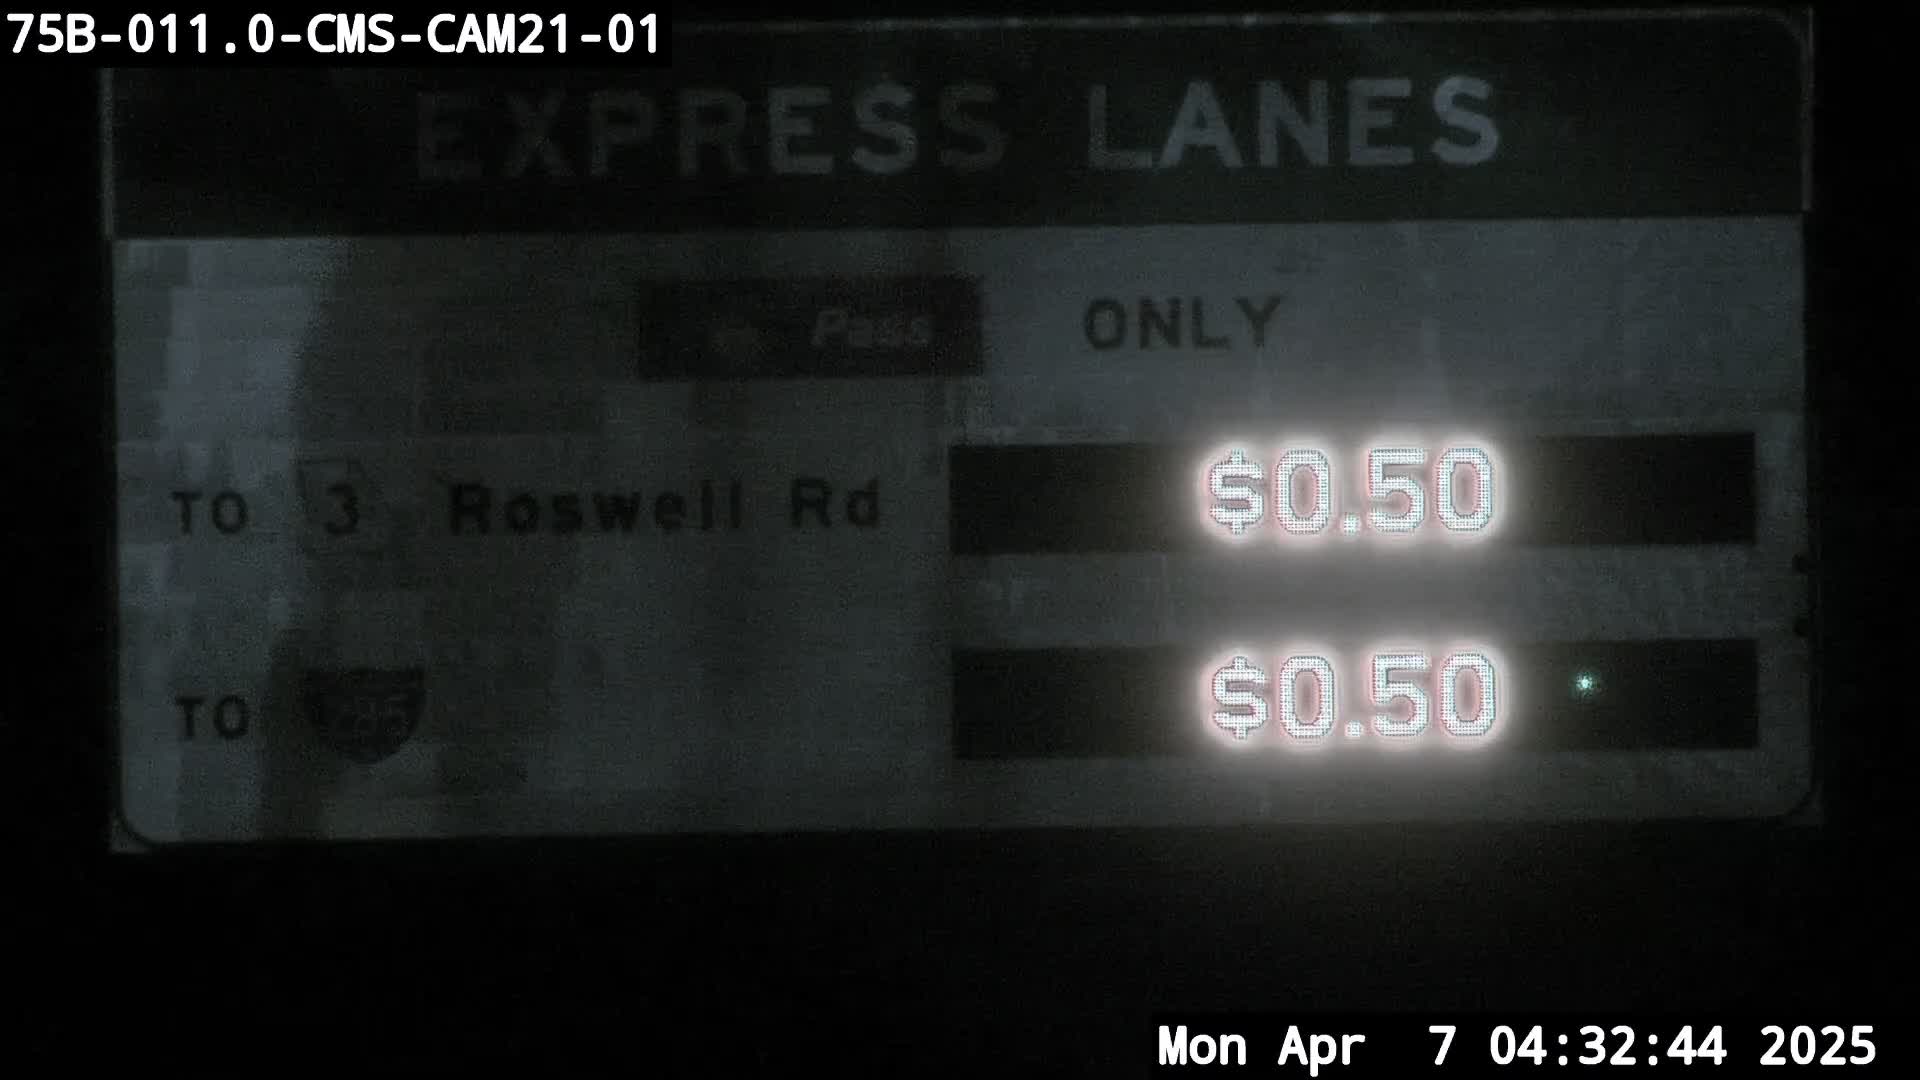 75B-011.0-CMS-CAM21-01
EXPRESS LANES
Pass ONLY
TO 3 Roswell Rd $0.50
TO $0.50
Mon Apr 7 04:32:44 2025